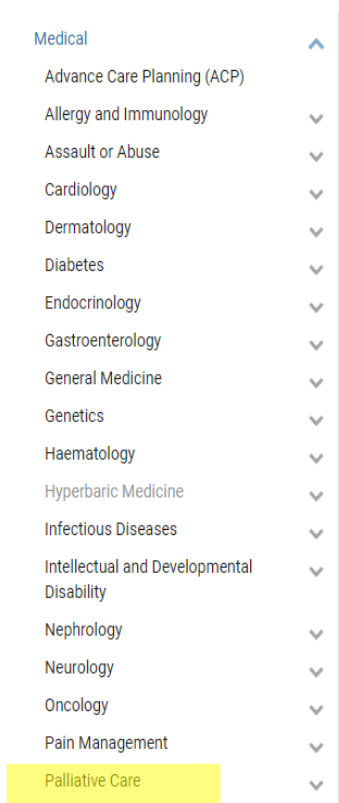 Medical
Advance Care Planning (ACP)
Allergy and Immunology
Assault or Abuse
Cardiology
Dermatology
Diabetes
Endocrinology
Gastroenterology
General Medicine
Genetics
Haematology
Hyperbaric Medicine
Infectious Diseases
Intellectual and Developmental
Disability
Nephrology
Neurology
Oncology
Pain Management
Palliative Care